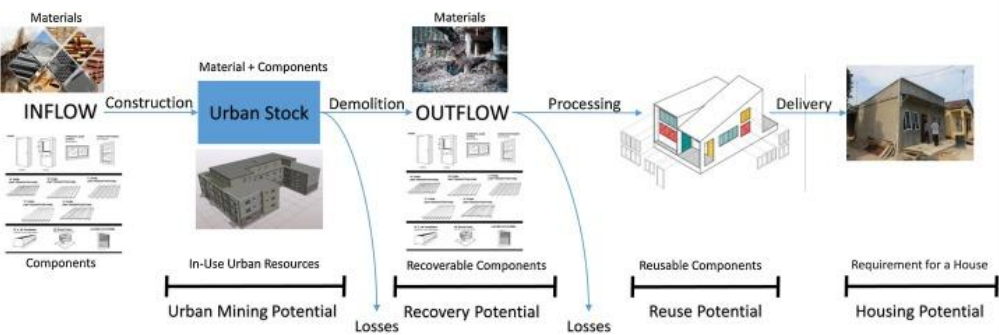 Materials
INFLOW
Components
Construction
Material + Components
Urban Stock
In-Use Urban Resources
Urban Mining Potential
Demolition
Losses
Materials
OUTFLOW
Recoverable Components
Recovery Potential
Processing
Losses
Reusable Components
Reuse Potential
Delivery
Requirement for a House
Housing Potential